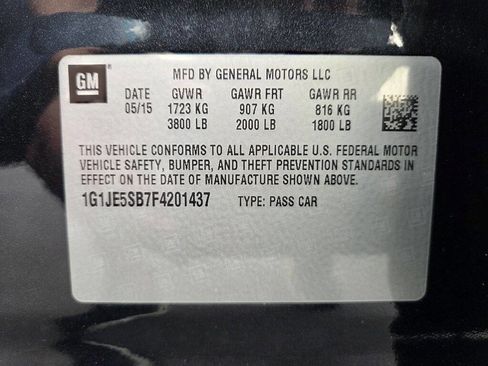 GM
MFD BY GENERAL MOTORS LLC
DATE GVWR GAWR FRT GAWR RR
05/15 1723 KG 907 KG 816 KG
3800 LB 2000 LB 1800 LB
THIS VEHICLE CONFORMS TO ALL APPLICABLE U.S. FEDERAL MOTOR
VEHICLE SAFETY, BUMPER, AND THEFT PREVENTION STANDARDS IN
EFFECT ON THE DATE OF MANUFACTURE SHOWN ABOVE.
1G1JE5SB7F4201437 TYPE: PASS CAR